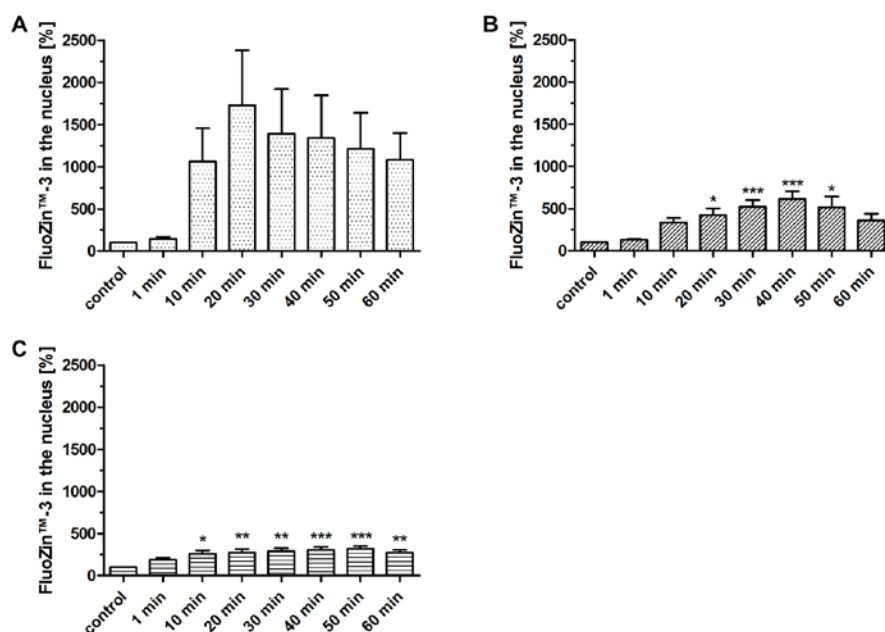 A
FluoZin™-3 in the nucleus [%]
2500
2000
1500
1000
500
0
control
1 min
10 min
20 min
30 min
40 min
50 min
60 min
B
FluoZin™-3 in the nucleus [%]
2500
2000
1500
1000
500
0
*
***
***
*
control
1 min
10 min
20 min
30 min
40 min
50 min
60 min
C
FluoZin™-3 in the nucleus [%]
2500
2000
1500
1000
500
0
*
**
**
***
***
**
control
1 min
10 min
20 min
30 min
40 min
50 min
60 min